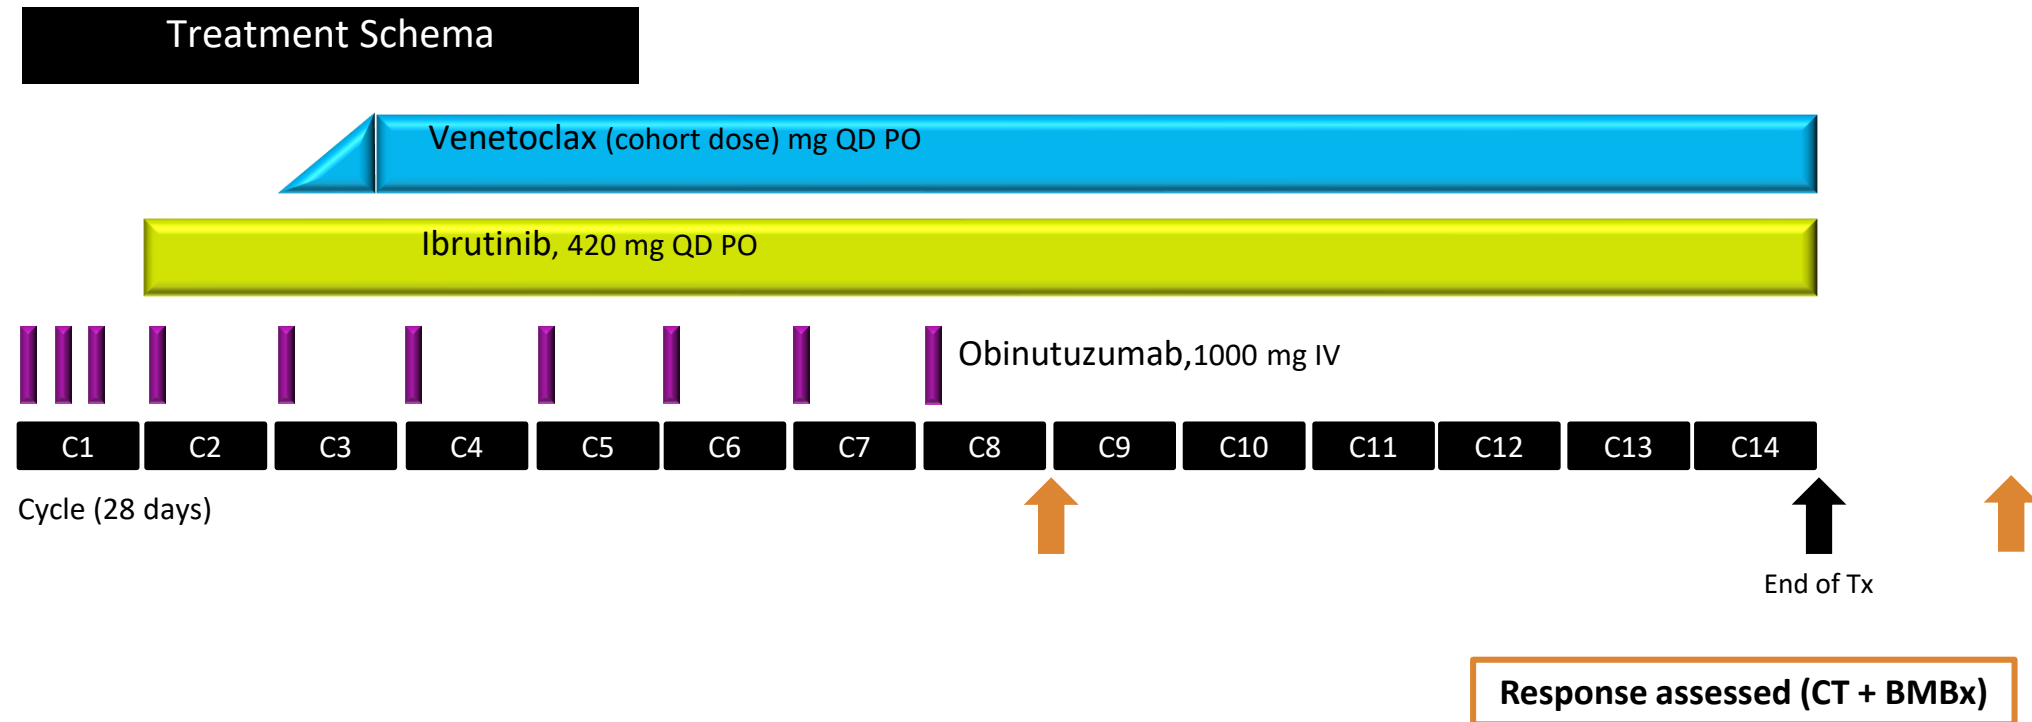 Treatment Schema
Venetoclax (cohort dose) mg QD PO
Ibrutinib, 420 mg QD PO
Obinutuzumab,1000 mg IV
C1 C2 C3 C4 C5 C6 C7 C8 C9 C10 C11 C12 C13 C14
Cycle (28 days)
End of Tx
Response assessed (CT + BMBx)